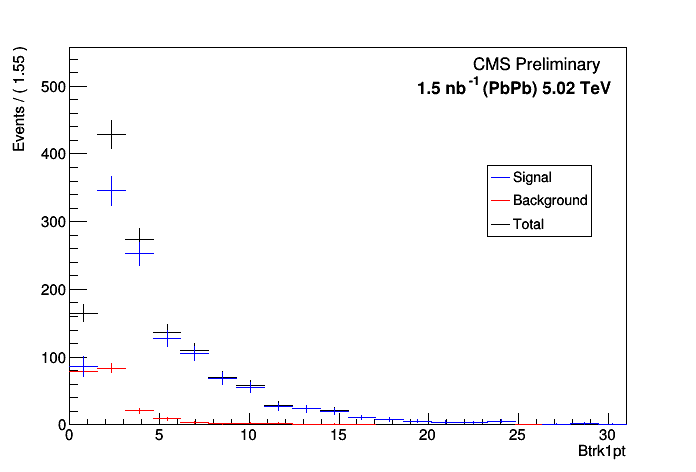 CMS Preliminary
1.5 nb-1 (PbPb) 5.02 TeV
Events / ( 1.55 )
500
400
300
200
100
0
Signal
Background
Total
0 5 10 15 20 25 30
Btrk1pt